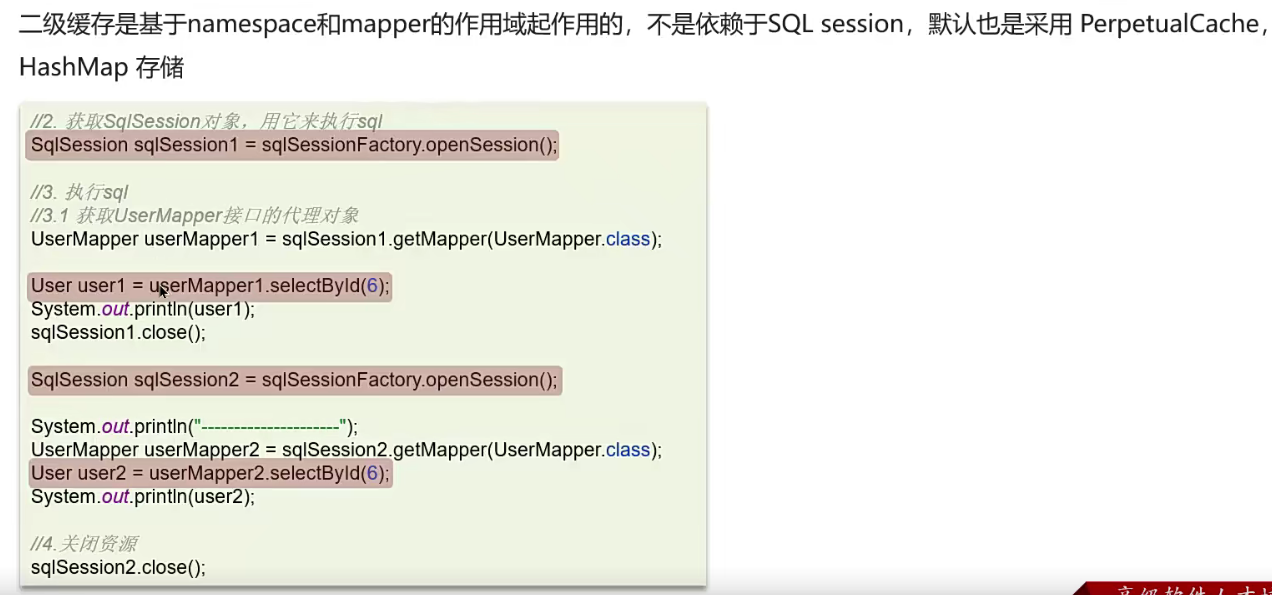 二级缓存是基于namespace和mapper的作用域起作用的，不是依赖于SQL session，默认也是采用 PerpetualCache，
HashMap 存储
//2. 获取SqlSession对象，用它来执行sql
SqlSession sqlSession1 = sqlSessionFactory.openSession();
//3. 执行sql
//3.1 获取UserMapper接口的代理对象
UserMapper userMapper1 = sqlSession1.getMapper(UserMapper.class);
User user1 = userMapper1.selectById(6);
System.out.println(user1);
sqlSession1.close();
SqlSession sqlSession2 = sqlSessionFactory.openSession();
System.out.println("---------------------");
UserMapper userMapper2 = sqlSession2.getMapper(UserMapper.class);
User user2 = userMapper2.selectById(6);
System.out.println(user2);
//4.关闭资源
sqlSession2.close();